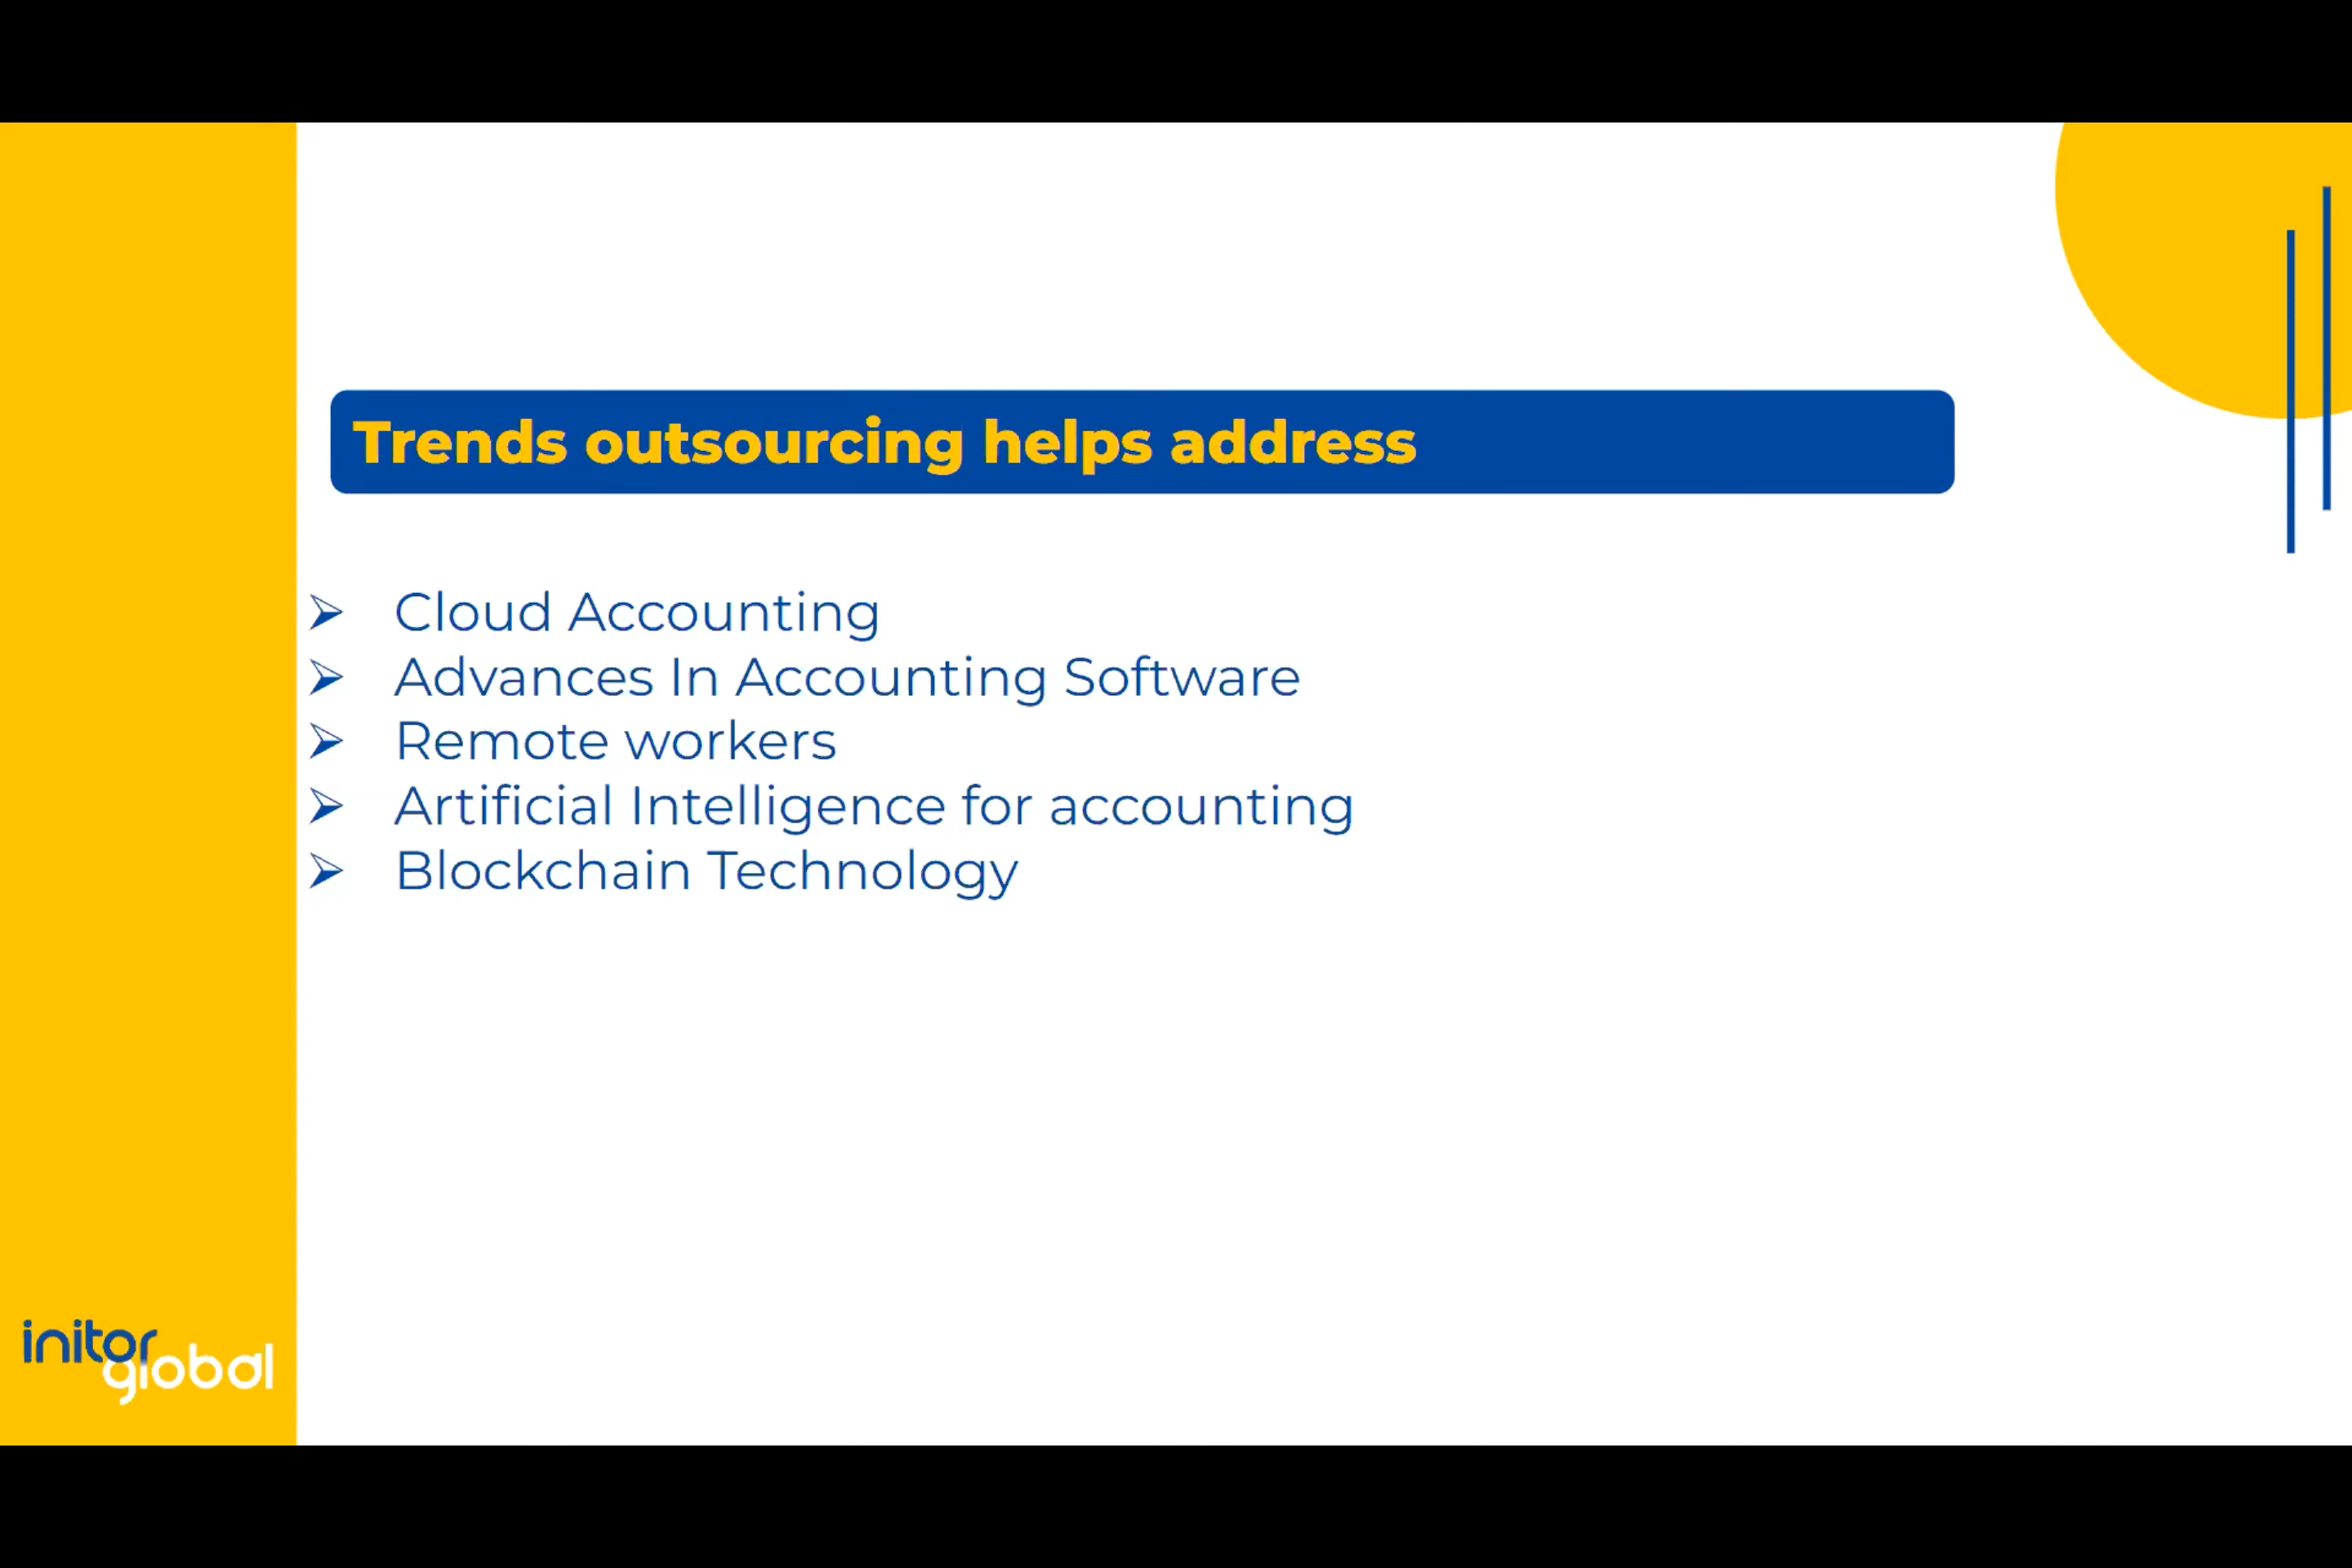 Trends outsourcing helps address
Cloud Accounting
Advances In Accounting Software
Remote workers
Artificial Intelligence for accounting
Blockchain Technology
initor
global